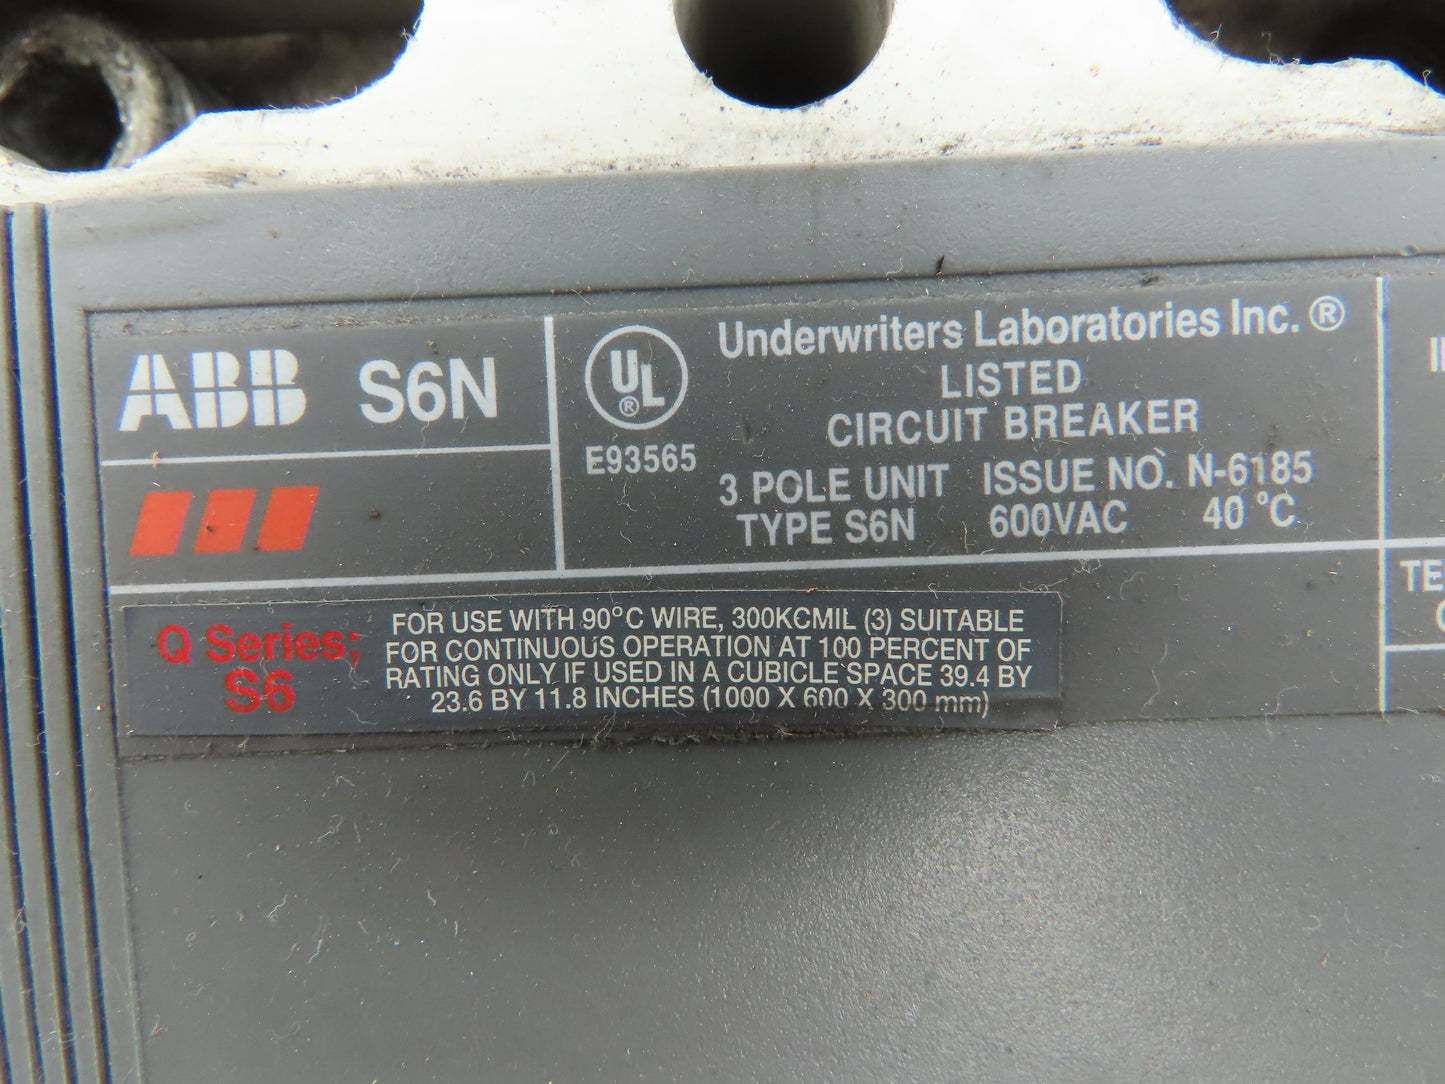 ABB S6N
UL ®
E93565
Underwriters Laboratories Inc. ®
LISTED
CIRCUIT BREAKER
3 POLE UNIT ISSUE NO. N-6185
TYPE S6N 600VAC 40 °C
Q Series;
S6
FOR USE WITH 90°C WIRE, 300KCMIL (3) SUITABLE
FOR CONTINUOUS OPERATION AT 100 PERCENT OF
RATING ONLY IF USED IN A CUBICLE SPACE 39.4 BY
23.6 BY 11.8 INCHES (1000 X 600 X 300 mm)
TE